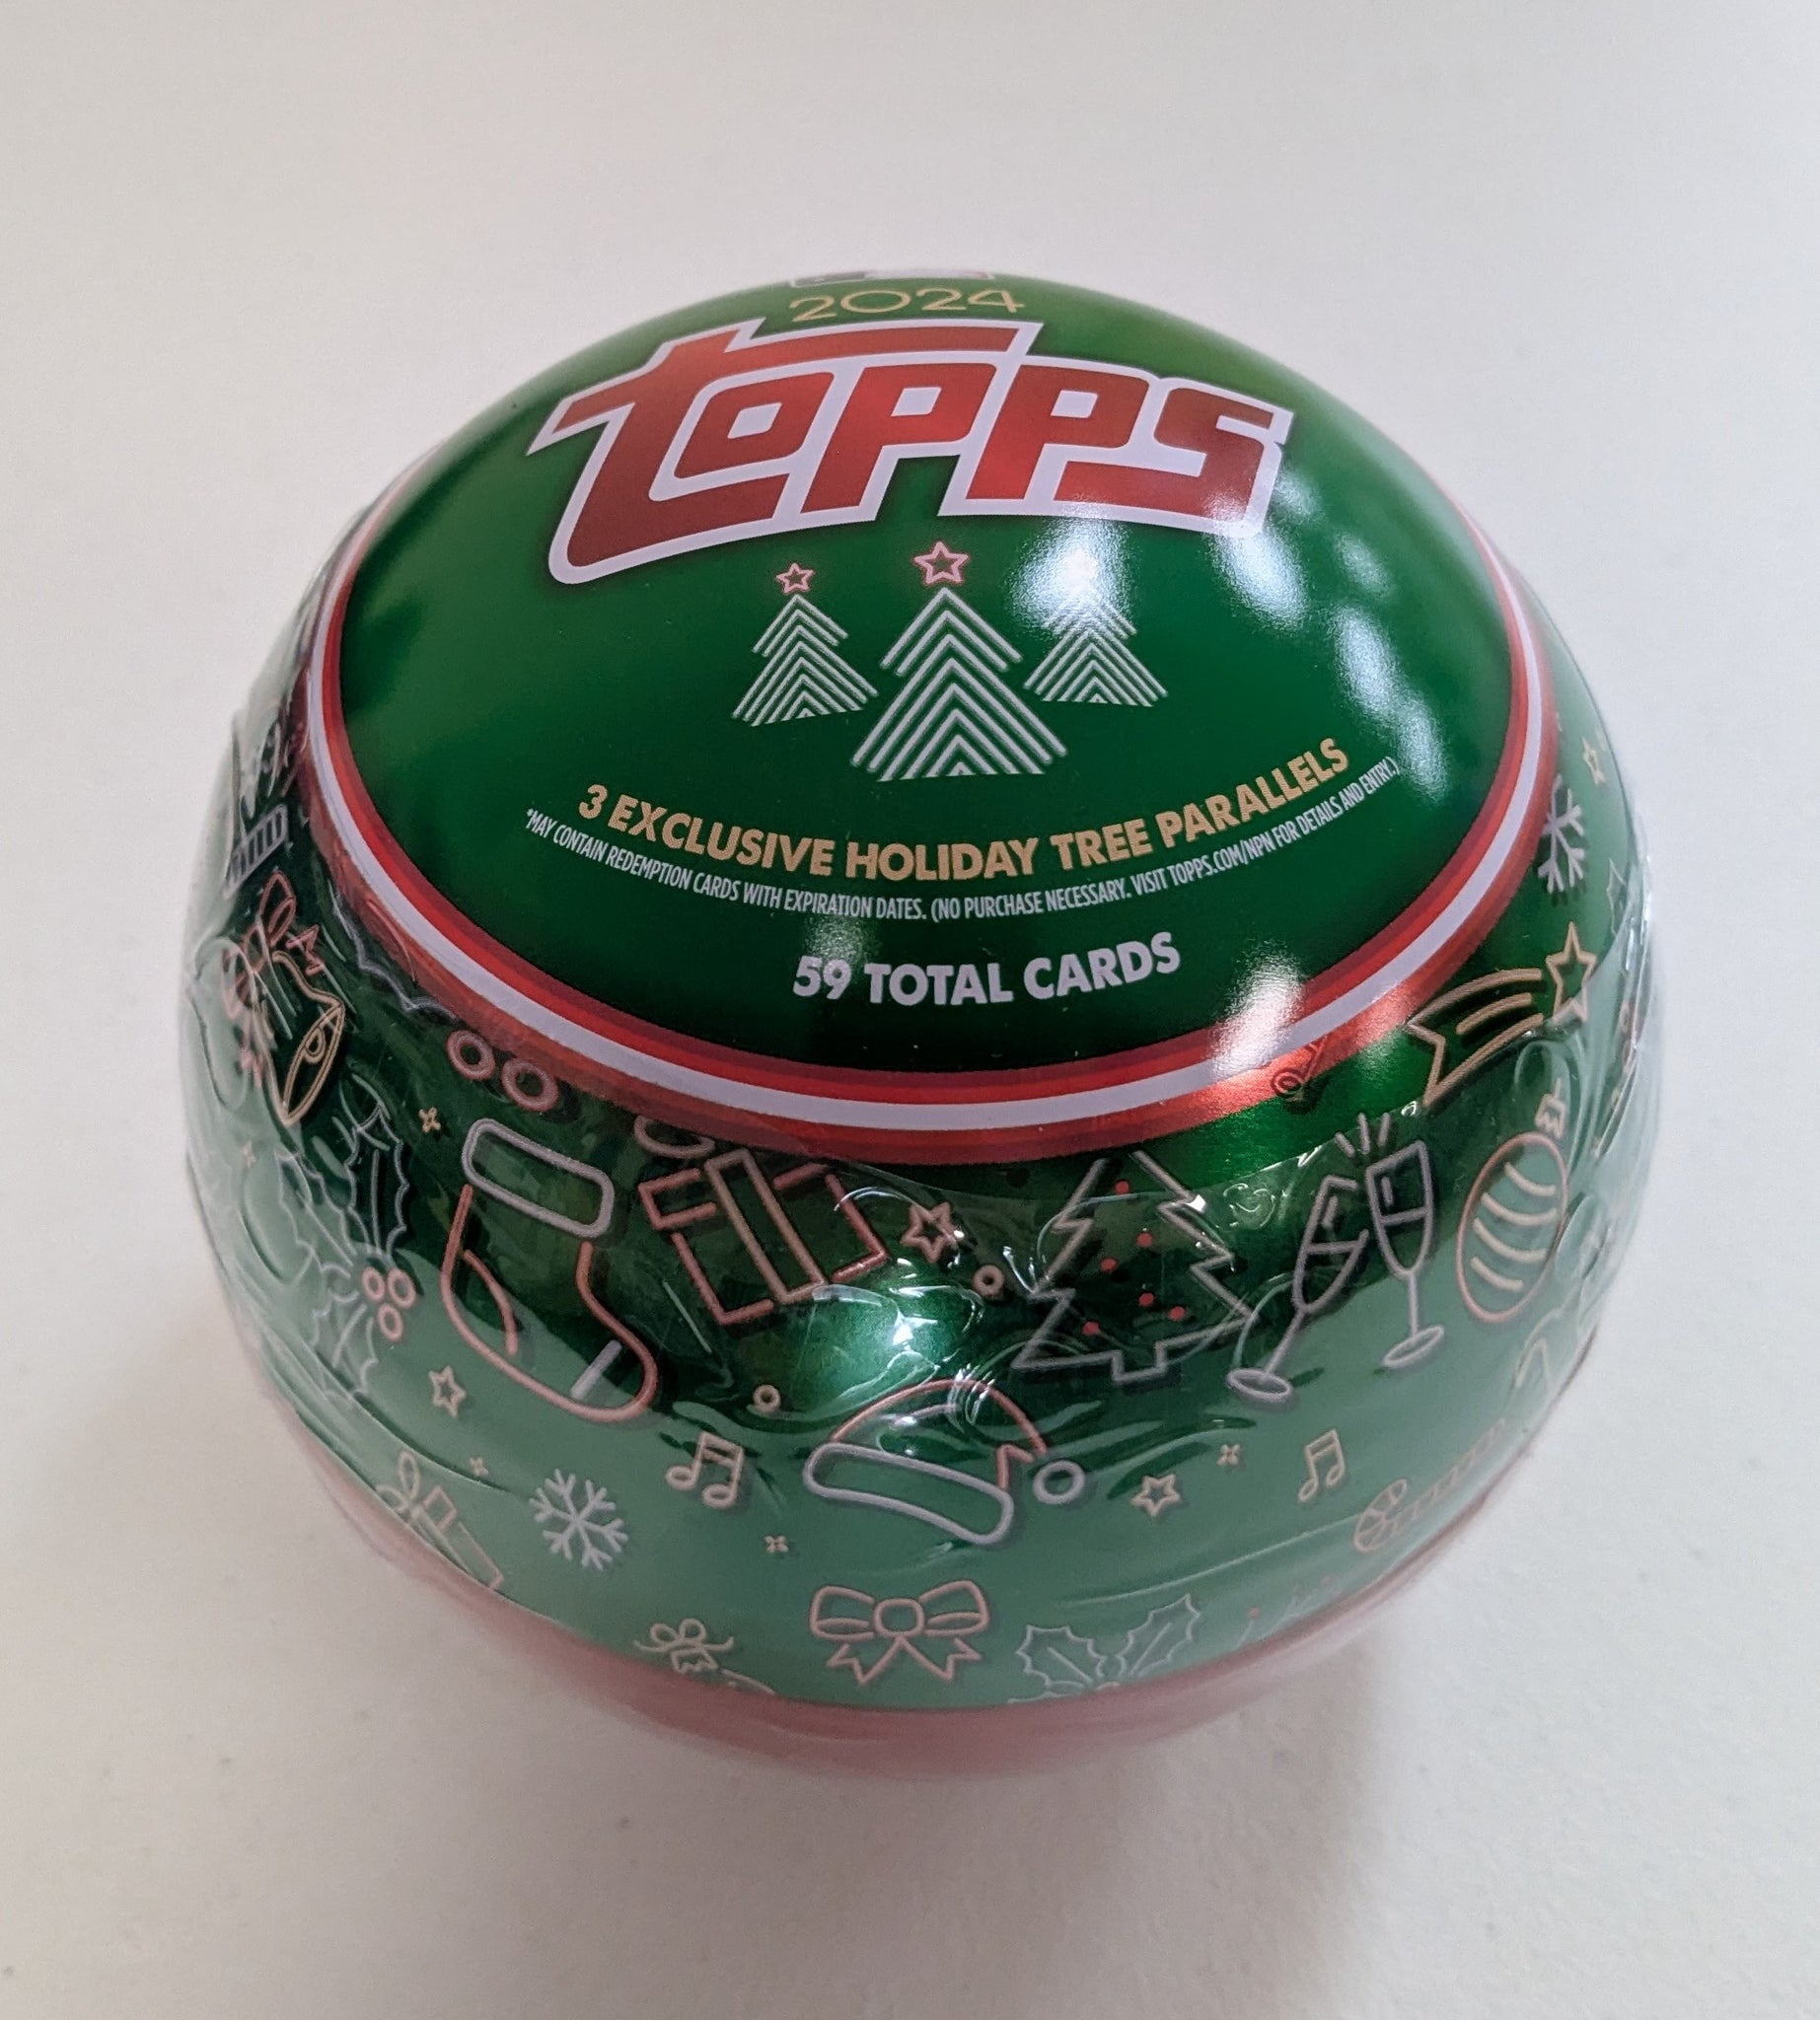 2024
topps
3 EXCLUSIVE HOLIDAY TREE PARALLELS
*MAY CONTAIN REDEMPTION CARDS WITH EXPIRATION DATES. (NO PURCHASE NECESSARY. VISIT TOPPS.COM/NPN FOR DETAILS AND ENTRY.)
59 TOTAL CARDS